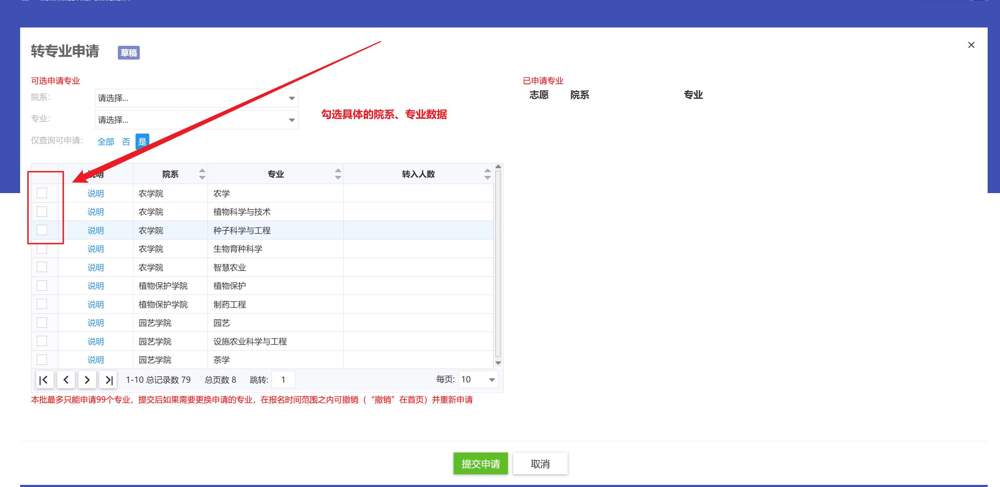 转专业申请 草稿
可选申请专业
院系：
请选择...
专业：
请选择...
仅查询可申请： 全部 否 是
勾选具体的院系、专业数据
已申请专业
志愿 院系 专业
说明 院系 专业 转入人数
说明 农学院 农学
说明 农学院 植物科学与技术
说明 农学院 种子科学与工程
说明 农学院 生物育种科学
说明 农学院 智慧农业
说明 植物保护学院 植物保护
说明 植物保护学院 制药工程
说明 园艺学院 园艺
说明 园艺学院 设施农业科学与工程
说明 园艺学院 茶学
1-10 总记录数 79 总页数 8 跳转: 1 每页: 10
本批最多只能申请99个专业，提交后如果需要更换申请的专业，在报名时间范围之内可撤销（“撤销”在首页）并重新申请
提交申请 取消